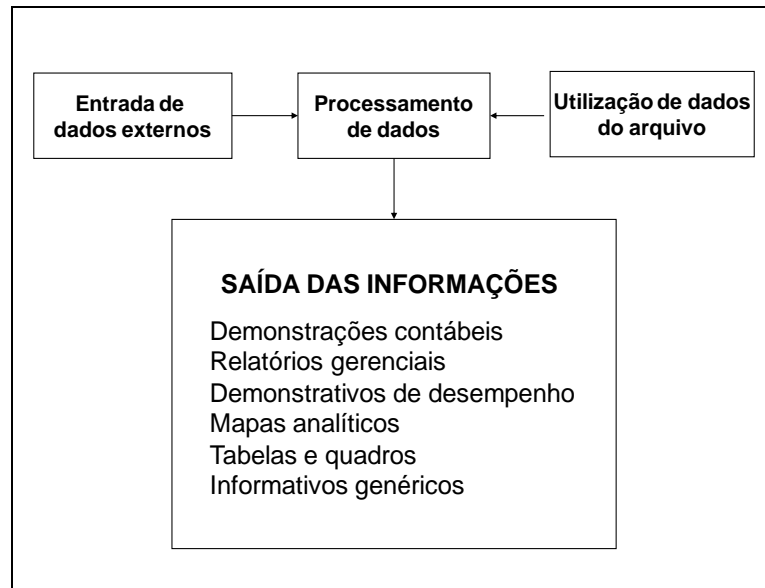 Entrada de
dados externos
Processamento
de dados
Utilização de dados
do arquivo
SAÍDA DAS INFORMAÇÕES
Demonstrações contábeis
Relatórios gerenciais
Demonstrativos de desempenho
Mapas analíticos
Tabelas e quadros
Informativos genéricos